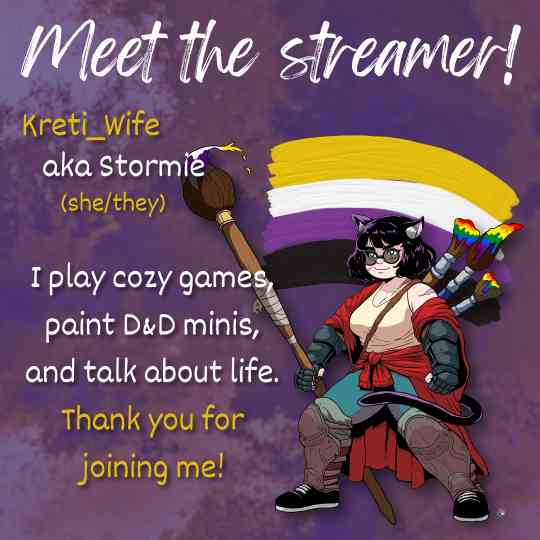 Meet the streamer!
Kreti_Wife
aka Stormie
(she/they)
I play cozy games,
paint D&D minis,
and talk about life.
Thank you for
joining me!